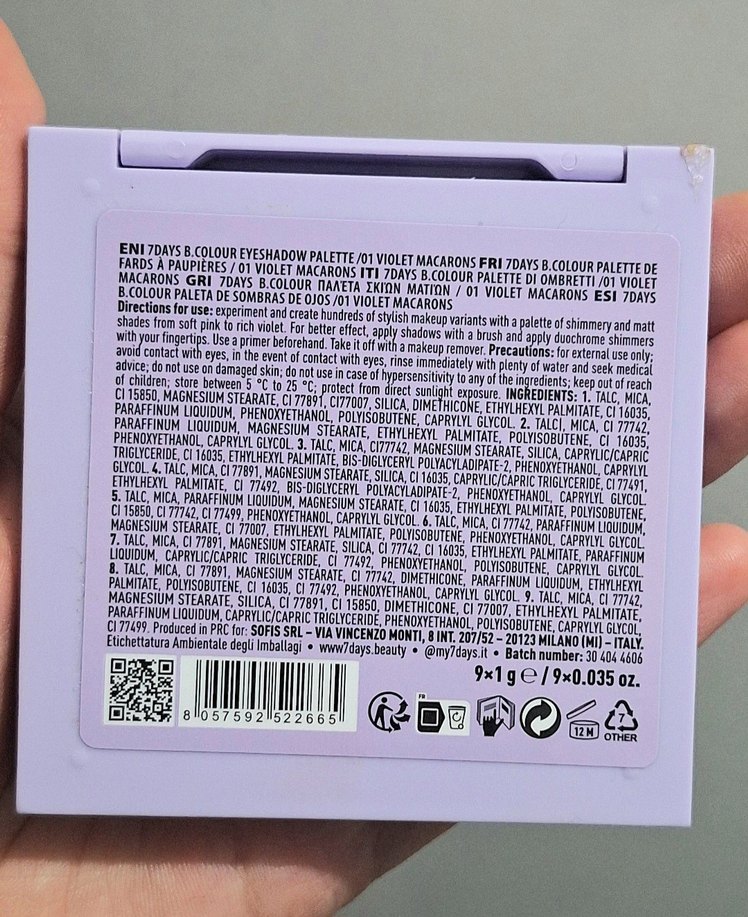 ENI 7DAYS B.COLOUR EYESHADOW PALETTE /01 VIOLET MACARONS FRI 7DAYS B.COLOUR PALETTE DE
FARDS À PAUPIÈRES / 01 VIOLET MACARONS ITI 7DAYS B.COLOUR PALETTE DI OMBRETTI /01 VIOLET
MACARONS GRI 7DAYS B.COLOUR ΠΑΛΈΤΑ ΣΚΙΏΝ ΜΑΤΙΏΝ / 01 VIOLET MACARONS ESI 7DAYS
B.COLOUR PALETA DE SOMBRAS DE OJOS /01 VIOLET MACARONS
Directions for use: experiment and create hundreds of stylish makeup variants with a palette of shimmery and matt
shades from soft pink to rich violet. For better effect, apply shadows with a brush and apply duochrome shimmers
with your fingertips. Use a primer beforehand. Take it off with a makeup remover. Precautions: for external use only;
avoid contact with eyes, in the event of contact with eyes, rinse immediately with plenty of water and seek medical
advice; do not use on damaged skin; do not use in case of hypersensitivity to any of the ingredients; keep out of reach
of children; store between 5 °C to 25 °C; protect from direct sunlight exposure. INGREDIENTS: 1. TALC, MICA,
CI 15850, MAGNESIUM STEARATE, CI 77891, CI77007, SILICA, DIMETHICONE, ETHYLHEXYL PALMITATE, CI 16035,
PARAFFINUM LIQUIDUM, PHENOXYETHANOL, POLYISOBUTENE, CAPRYLYL GLYCOL. 2. TALCI, MICA, CI 77742,
PARAFFINUM LIQUIDUM, MAGNESIUM STEARATE, ETHYLHEXYL PALMITATE, POLYISOBUTENE, CI 16035,
PHENOXYETHANOL, CAPRYLYL GLYCOL. 3. TALC, MICA, CI77742, MAGNESIUM STEARATE, SILICA, CAPRYLIC/CAPRIC
TRIGLYCERIDE, CI 16035, ETHYLHEXYL PALMITATE, BIS-DIGLYCERYL POLYACYLADIPATE-2, PHENOXYETHANOL, CAPRYLYL
GLYCOL. 4. TALC, MICA, CI 77891, MAGNESIUM STEARATE, SILICA, CI 16035, CAPRYLIC/CAPRIC TRIGLYCERIDE, CI 77491,
ETHYLHEXYL PALMITATE, CI 77492, BIS-DIGLYCERYL POLYACYLADIPATE-2, PHENOXYETHANOL, CAPRYLYL GLYCOL.
5. TALC, MICA, PARAFFINUM LIQUIDUM, MAGNESIUM STEARATE, CI 16035, ETHYLHEXYL PALMITATE, POLYISOBUTENE,
CI 15850, CI 77742, CI 77499, PHENOXYETHANOL, CAPRYLYL GLYCOL. 6. TALC, MICA, CI 77742, PARAFFINUM LIQUIDUM,
MAGNESIUM STEARATE, CI 77007, ETHYLHEXYL PALMITATE, POLYISOBUTENE, PHENOXYETHANOL, CAPRYLYL GLYCOL.
7. TALC, MICA, CI 77891, MAGNESIUM STEARATE, SILICA, CI 77742, CI 16035, ETHYLHEXYL PALMITATE, PARAFFINUM
LIQUIDUM, CAPRYLIC/CAPRIC TRIGLYCERIDE, CI 77492, PHENOXYETHANOL, POLYISOBUTENE, CAPRYLYL GLYCOL.
8. TALC, MICA, CI 77891, MAGNESIUM STEARATE, CI 77742, DIMETHICONE, PARAFFINUM LIQUIDUM, ETHYLHEXYL
PALMITATE, POLYISOBUTENE, CI 16035, CI 77492, PHENOXYETHANOL, CAPRYLYL GLYCOL. 9. TALC, MICA, CI 77742,
MAGNESIUM STEARATE, SILICA, CI 77891, CI 15850, DIMETHICONE, CI 77007, ETHYLHEXYL PALMITATE,
PARAFFINUM LIQUIDUM, CAPRYLIC/CAPRIC TRIGLYCERIDE, PHENOXYETHANOL, POLYISOBUTENE, CAPRYLYL GLYCOL,
CI 77499. Produced in PRC for: SOFIS SRL – VIA VINCENZO MONTI, 8 INT. 207/52 – 20123 MILANO (MI) – ITALY.
Etichettatura Ambientale degli Imballagi • www7days.beauty • @my7days.it • Batch number: 30 404 4606
9×1 g ℮ / 9×0.035 oz.
8 057592 522665
FR
12 M
7
OTHER